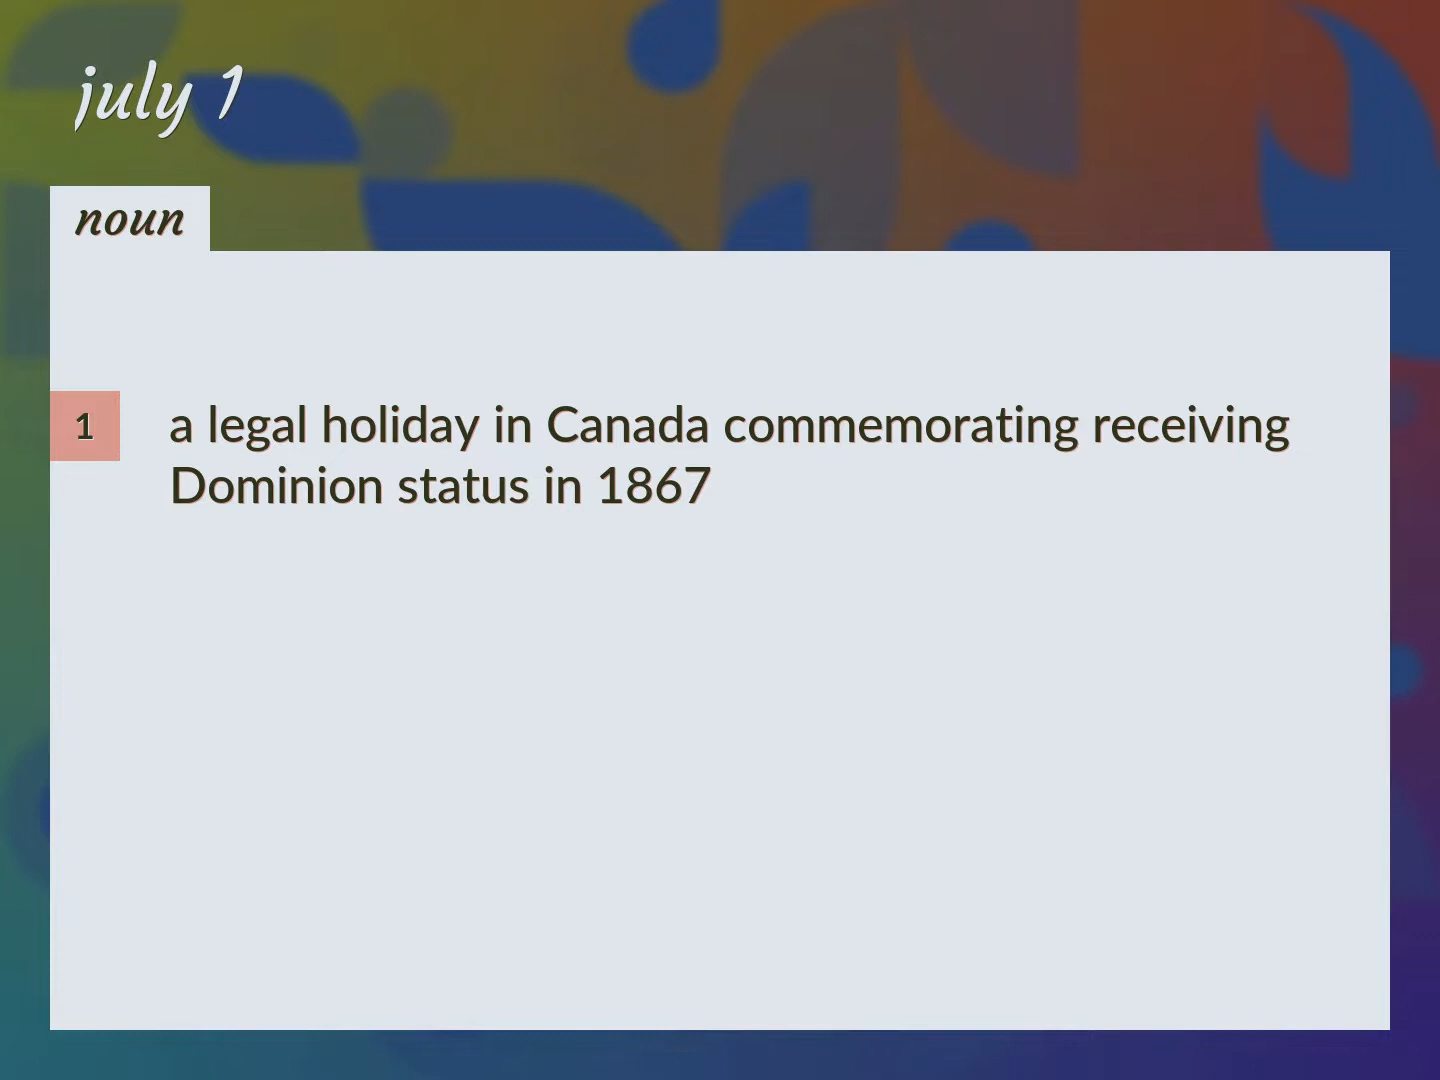 july 1
noun
1
a legal holiday in Canada commemorating receiving
Dominion status in 1867